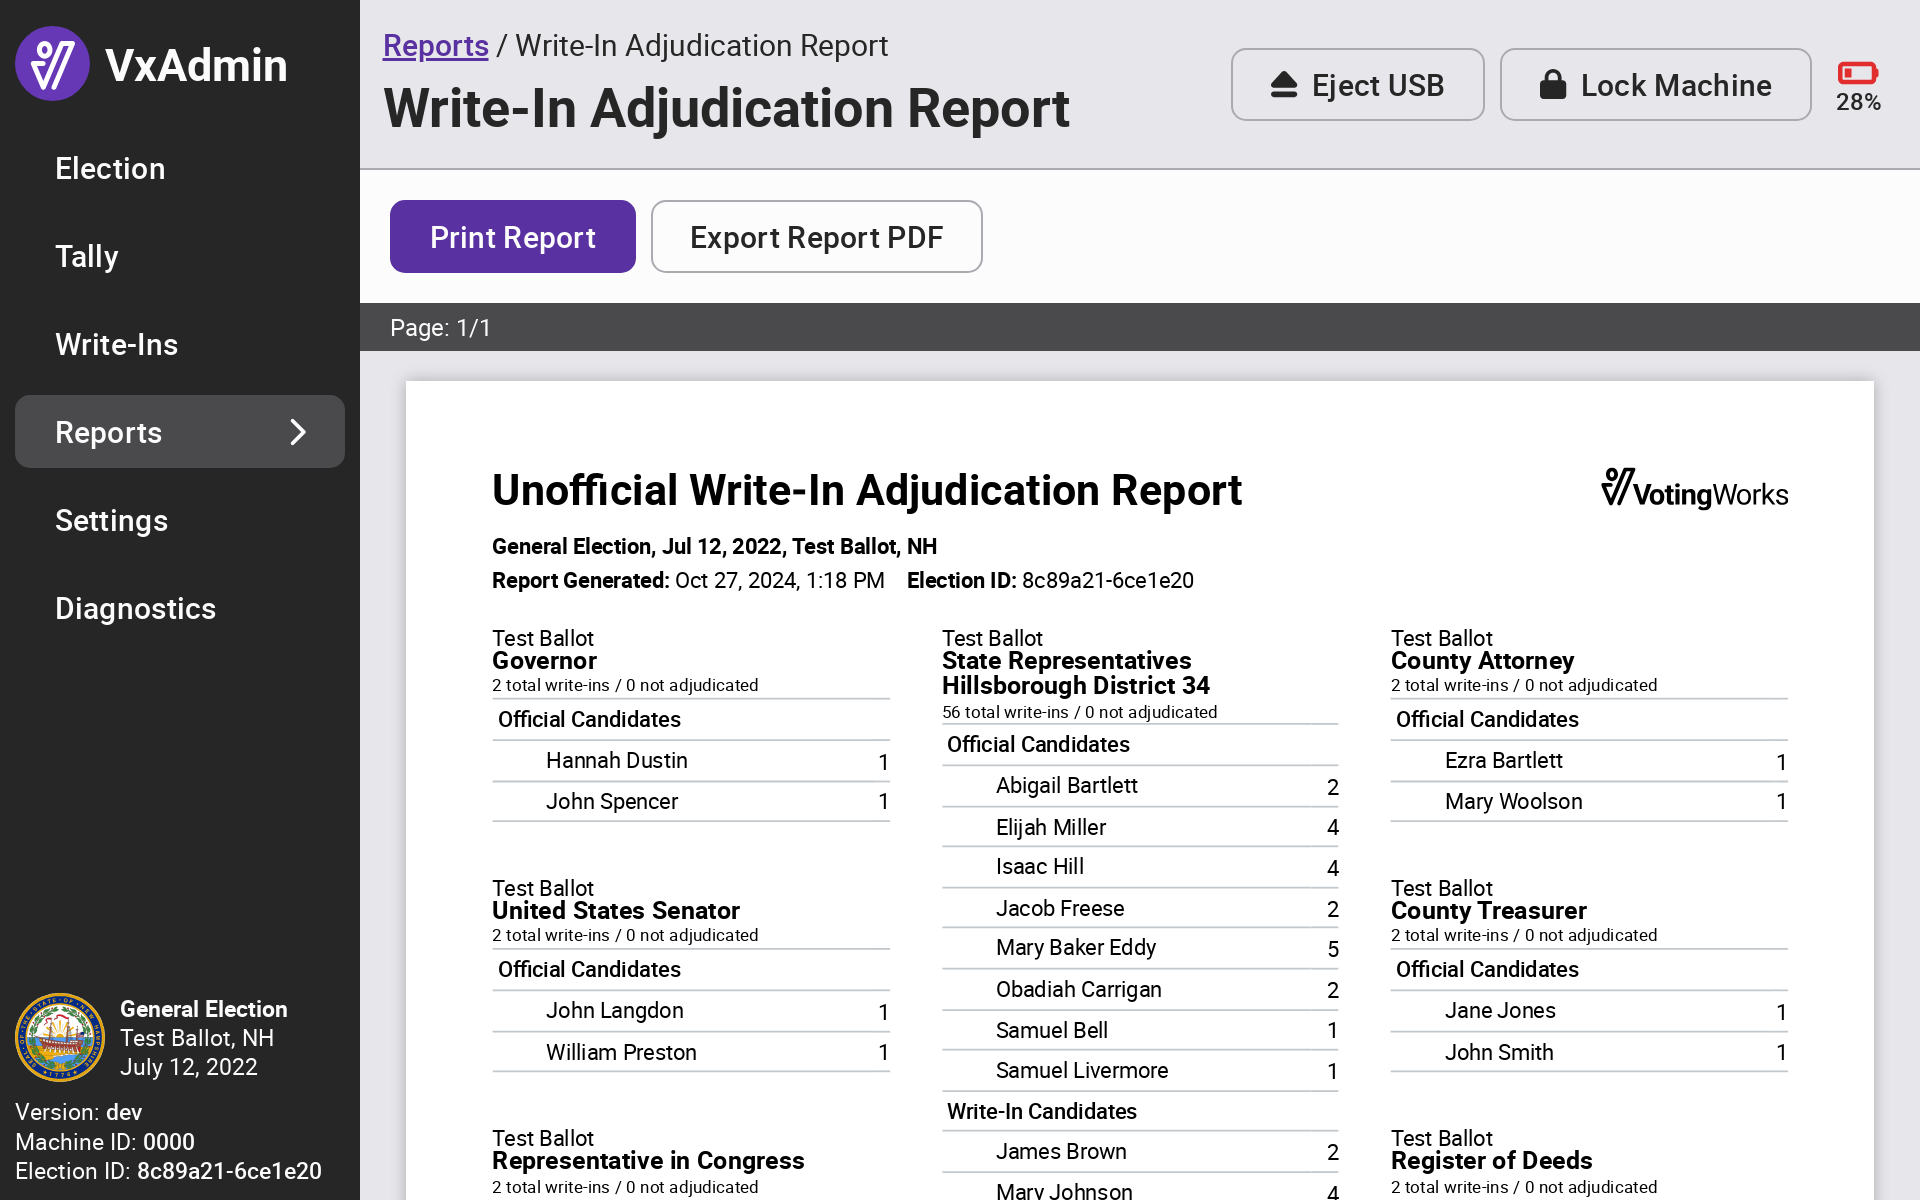 VxAdmin
Election
Tally
Write-Ins
Reports
Settings
Diagnostics
General Election
Test Ballot, NH
July 12, 2022
Version: dev
Machine ID: 0000
Election ID: 8c89a21-6ce1e20
Reports / Write-In Adjudication Report
Write-In Adjudication Report
Eject USB
Lock Machine
28%
Print Report
Export Report PDF
Page: 1/1
Unofficial Write-In Adjudication Report
VotingWorks
General Election, Jul 12, 2022, Test Ballot, NH
Report Generated: Oct 27, 2024, 1:18 PM Election ID: 8c89a21-6ce1e20
Test Ballot
Governor
2 total write-ins / 0 not adjudicated
Official Candidates
Hannah Dustin 1
John Spencer 1
Test Ballot
United States Senator
2 total write-ins / 0 not adjudicated
Official Candidates
John Langdon 1
William Preston 1
Test Ballot
Representative in Congress
2 total write-ins / 0 not adjudicated
Test Ballot
State Representatives
Hillsborough District 34
56 total write-ins / 0 not adjudicated
Official Candidates
Abigail Bartlett 2
Elijah Miller 4
Isaac Hill 4
Jacob Freese 2
Mary Baker Eddy 5
Obadiah Carrigan 2
Samuel Bell 1
Samuel Livermore 1
Write-In Candidates
James Brown 2
Mary Johnson 4
Test Ballot
County Attorney
2 total write-ins / 0 not adjudicated
Official Candidates
Ezra Bartlett 1
Mary Woolson 1
Test Ballot
County Treasurer
2 total write-ins / 0 not adjudicated
Official Candidates
Jane Jones 1
John Smith 1
Test Ballot
Register of Deeds
2 total write-ins / 0 not adjudicated